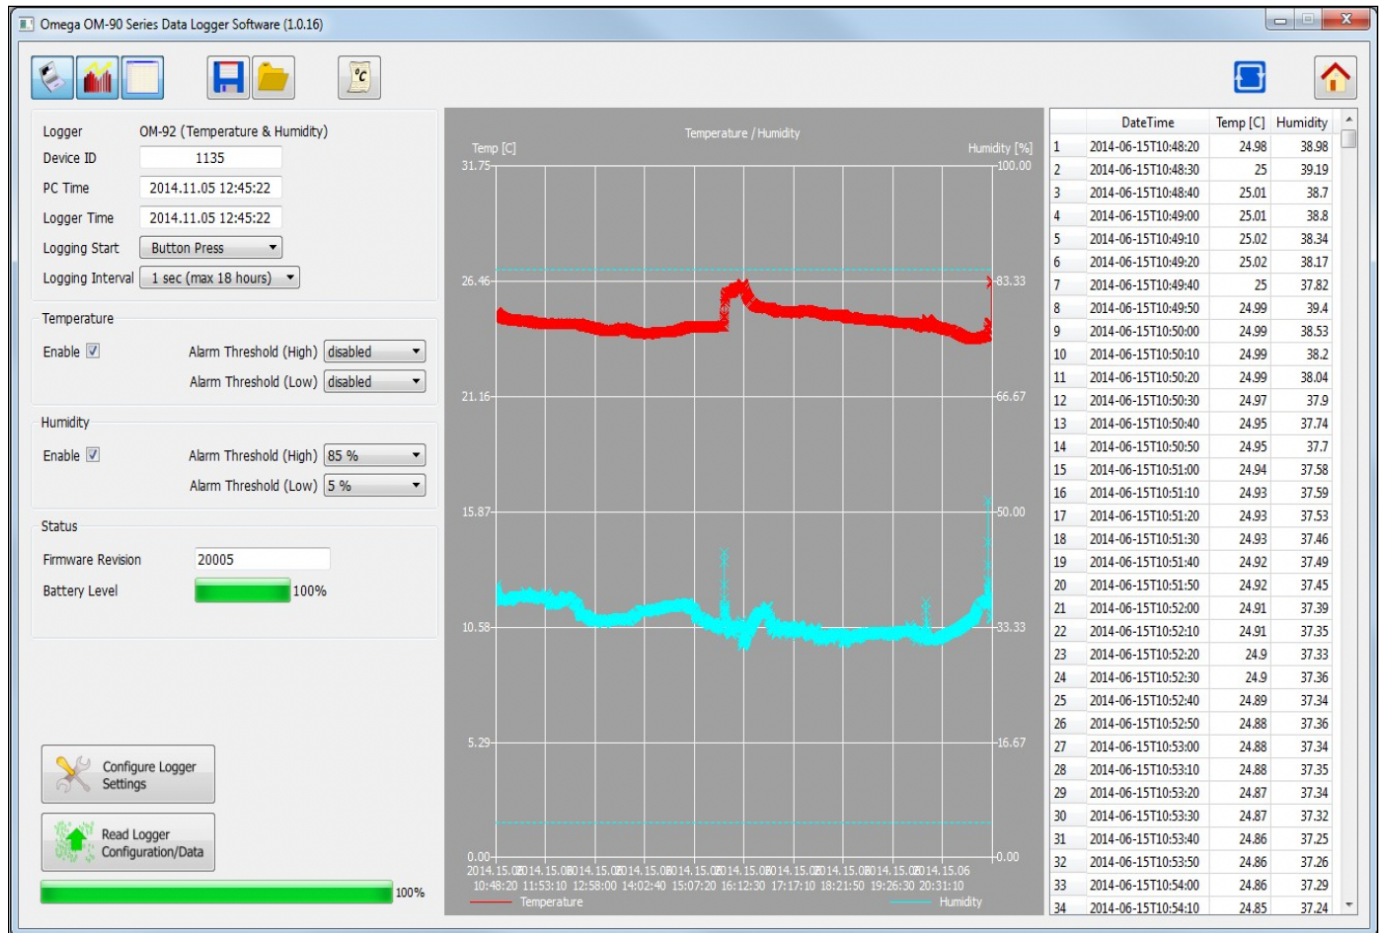 Omega OM-90 Series Data Logger Software (1.0.16)
°C
Logger OM-92 (Temperature & Humidity)
Device ID 1135
PC Time 2014.11.05 12:45:22
Logger Time 2014.11.05 12:45:22
Logging Start Button Press
Logging Interval 1 sec (max 18 hours)
Temperature
Enable Alarm Threshold (High) disabled
Alarm Threshold (Low) disabled
Humidity
Enable Alarm Threshold (High) 85 %
Alarm Threshold (Low) 5 %
Status
Firmware Revision 20005
Battery Level 100%
Configure Logger
Settings
Read Logger
Configuration/Data
100%
Temperature / Humidity
Temp [C] Humidity [%]
31.75 100.00
26.46 83.33
21.16 66.67
15.87 50.00
10.58 33.33
5.29 16.67
0.00 0.00
10:48:20 11:53:10 12:58:00 14:02:40 15:07:20 16:12:30 17:17:10 18:21:50 19:26:30 20:31:10
Temperature Humidity
DateTime Temp [C] Humidity
1 2014-06-15T10:48:20 24.98 38.98
2 2014-06-15T10:48:30 25 39.19
3 2014-06-15T10:48:40 25.01 38.7
4 2014-06-15T10:49:00 25.01 38.8
5 2014-06-15T10:49:10 25.02 38.34
6 2014-06-15T10:49:20 25.02 38.17
7 2014-06-15T10:49:40 25 37.82
8 2014-06-15T10:49:50 24.99 39.4
9 2014-06-15T10:50:00 24.99 38.53
10 2014-06-15T10:50:10 24.99 38.2
11 2014-06-15T10:50:20 24.99 38.04
12 2014-06-15T10:50:30 24.97 37.9
13 2014-06-15T10:50:40 24.95 37.74
14 2014-06-15T10:50:50 24.95 37.7
15 2014-06-15T10:51:00 24.94 37.58
16 2014-06-15T10:51:10 24.93 37.59
17 2014-06-15T10:51:20 24.93 37.53
18 2014-06-15T10:51:30 24.93 37.46
19 2014-06-15T10:51:40 24.92 37.49
20 2014-06-15T10:51:50 24.92 37.45
21 2014-06-15T10:52:00 24.91 37.39
22 2014-06-15T10:52:10 24.91 37.35
23 2014-06-15T10:52:20 24.9 37.33
24 2014-06-15T10:52:30 24.9 37.36
25 2014-06-15T10:52:40 24.89 37.34
26 2014-06-15T10:52:50 24.88 37.36
27 2014-06-15T10:53:00 24.88 37.34
28 2014-06-15T10:53:10 24.88 37.35
29 2014-06-15T10:53:20 24.87 37.34
30 2014-06-15T10:53:30 24.87 37.32
31 2014-06-15T10:53:40 24.86 37.25
32 2014-06-15T10:53:50 24.86 37.26
33 2014-06-15T10:54:00 24.86 37.29
34 2014-06-15T10:54:10 24.85 37.24